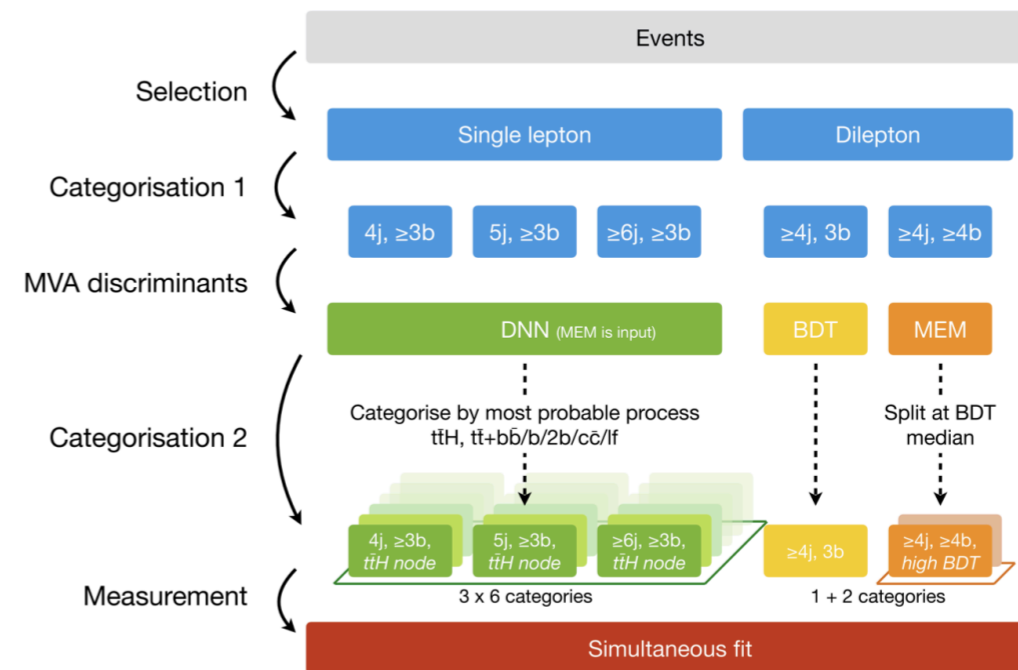 Events
Selection
Single lepton
Dilepton
Categorisation 1
4j, ≥3b
5j, ≥3b
≥6j, ≥3b
≥4j, 3b
≥4j, ≥4b
MVA discriminants
DNN (MEM is input)
BDT
MEM
Categorisation 2
Categorise by most probable process
tt̄H, tt̄+bb̄/b/2b/cc̄/lf
Split at BDT
median
4j, ≥3b,
tt̄H node
5j, ≥3b,
tt̄H node
≥6j, ≥3b,
tt̄H node
≥4j, 3b
≥4j, ≥4b,
high BDT
Measurement
3 x 6 categories
1 + 2 categories
Simultaneous fit